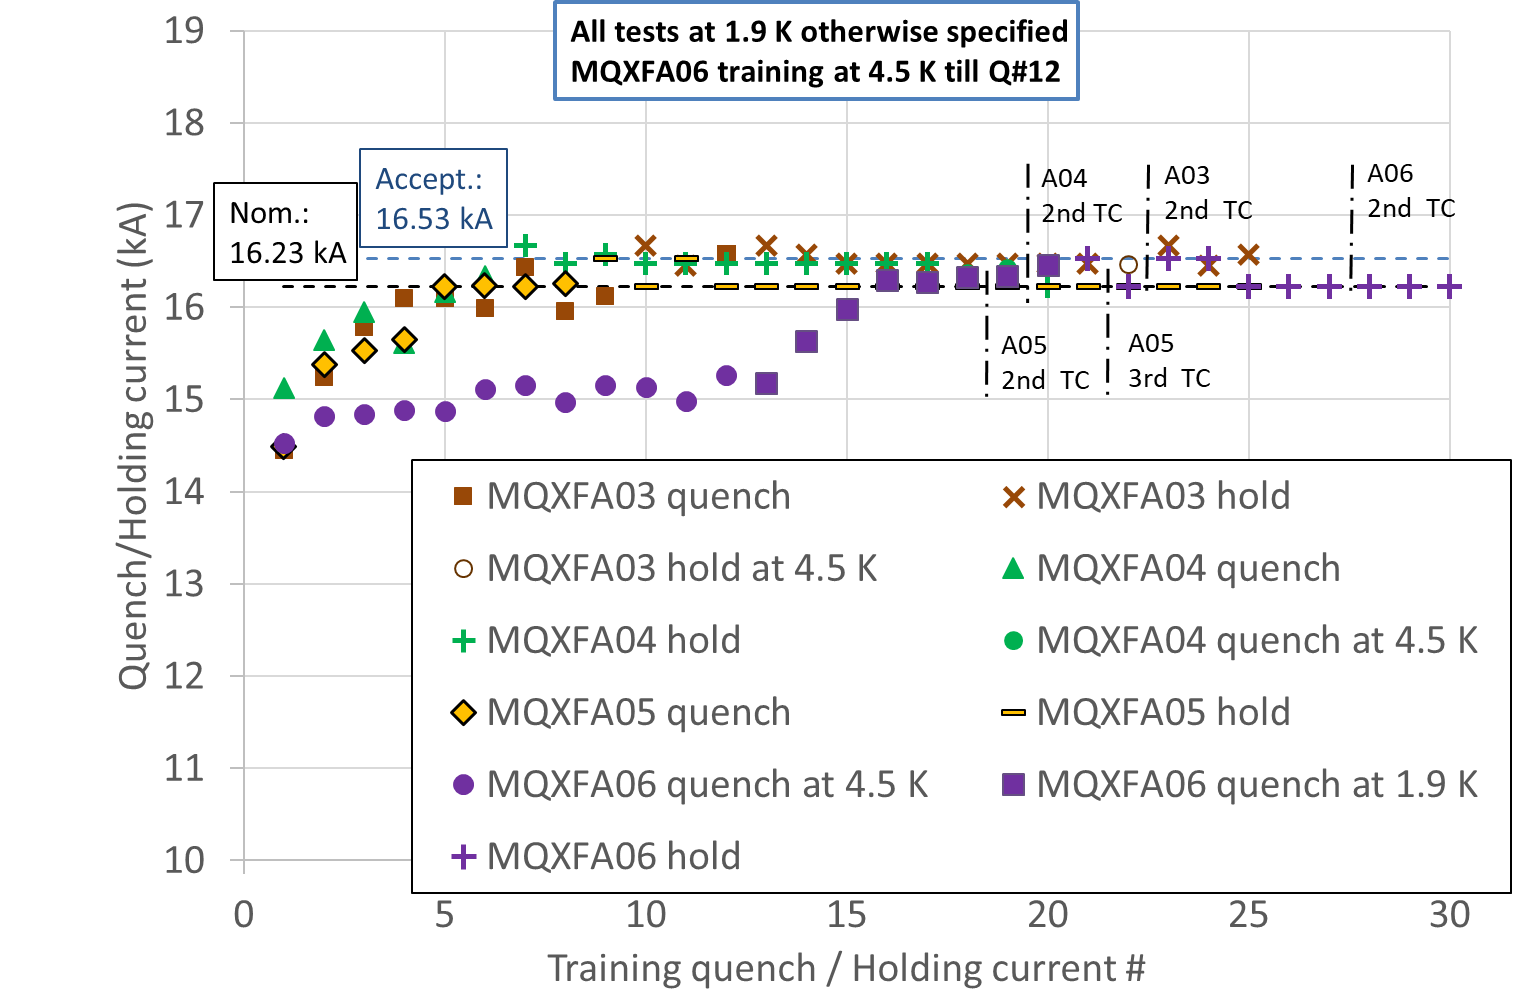 All tests at 1.9 K otherwise specified
MQXFA06 training at 4.5 K till Q#12
19
18
17
16
15
14
13
12
11
10
Quench/Holding current (kA)
Nom.:
16.23 kA
Accept.:
16.53 kA
A04
2nd TC
A03
2nd TC
A06
2nd TC
A05
2nd TC
A05
3rd TC
MQXFA03 quench
MQXFA03 hold
MQXFA03 hold at 4.5 K
MQXFA04 quench
MQXFA04 hold
MQXFA04 quench at 4.5 K
MQXFA05 quench
MQXFA05 hold
MQXFA06 quench at 4.5 K
MQXFA06 quench at 1.9 K
MQXFA06 hold
0 5 10 15 20 25 30
Training quench / Holding current #